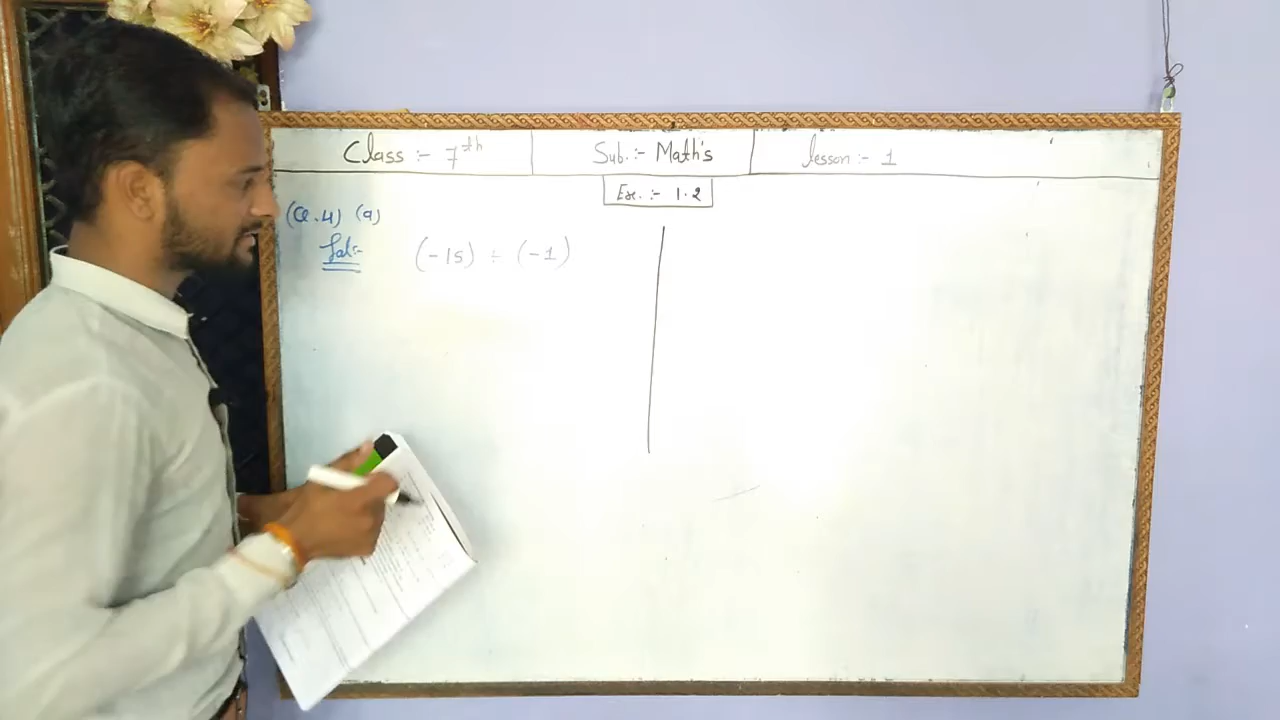 Class :- 7th Sub. :- Math's lesson :- 1
Ex. :- 1.2
(Q.4) (a)
Sol:- (-15) ÷ (-1)